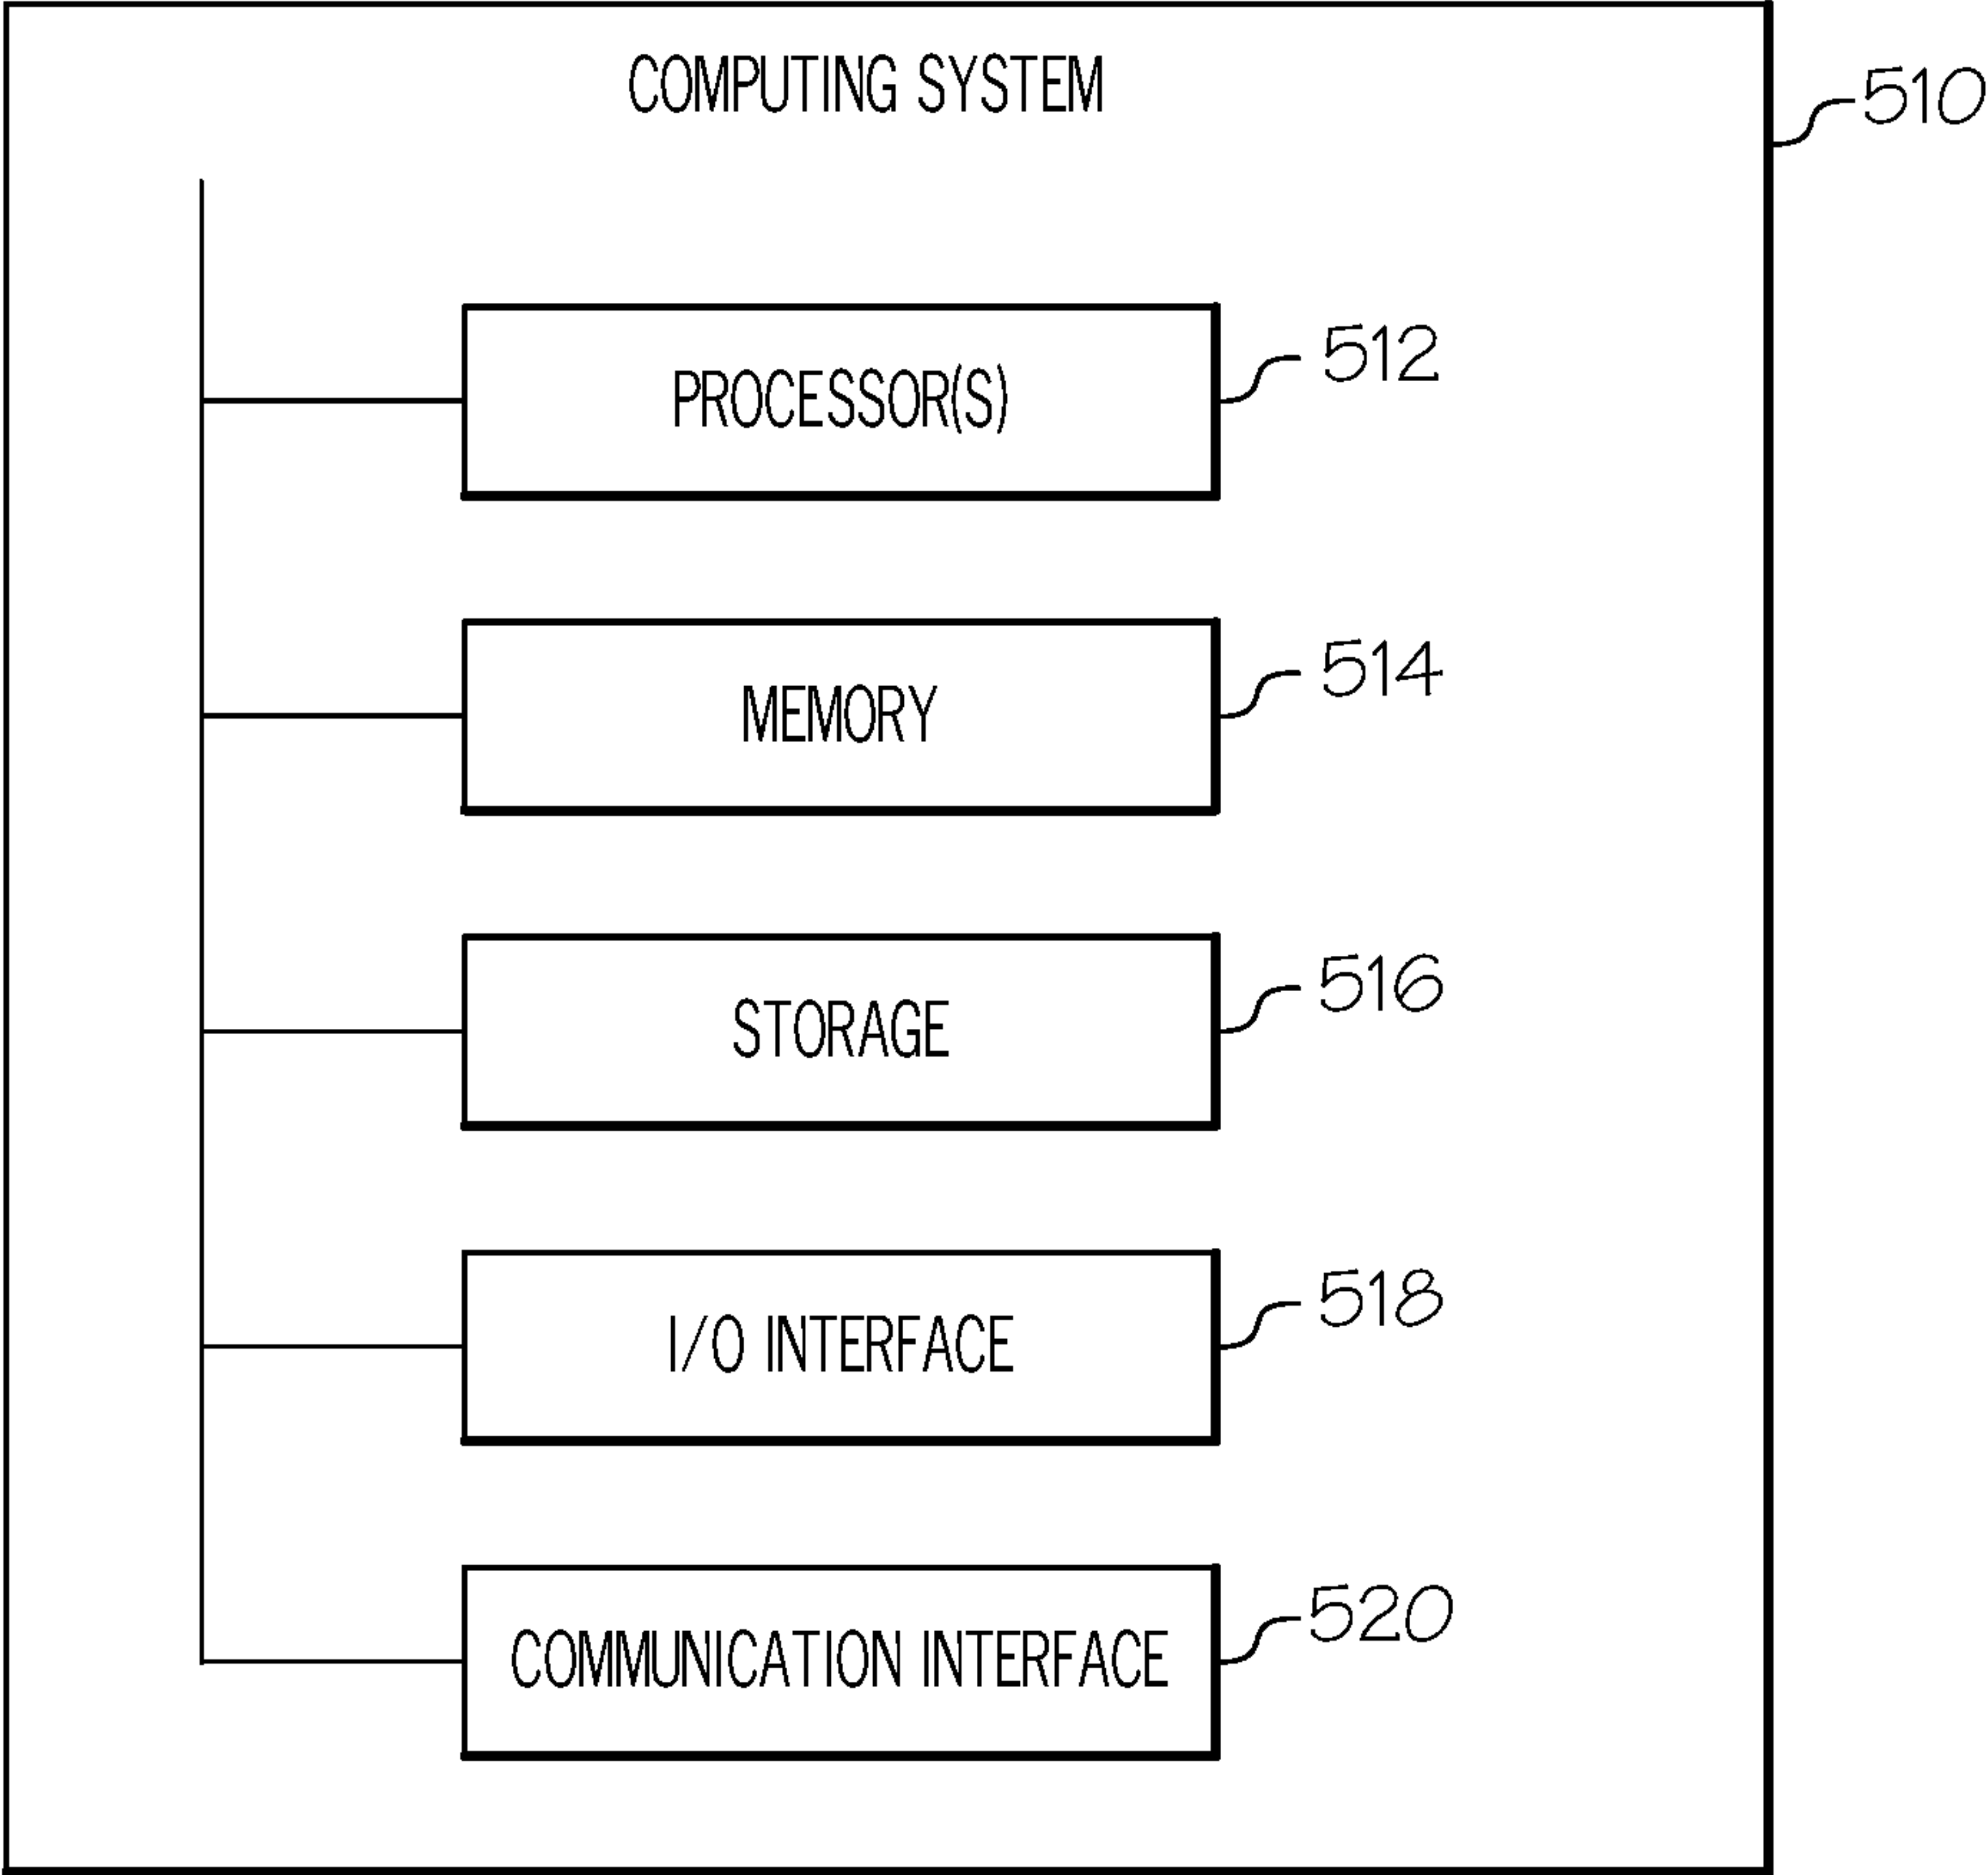 COMPUTING SYSTEM
510
PROCESSOR(S)
512
MEMORY
514
STORAGE
516
I/O INTERFACE
518
COMMUNICATION INTERFACE
520